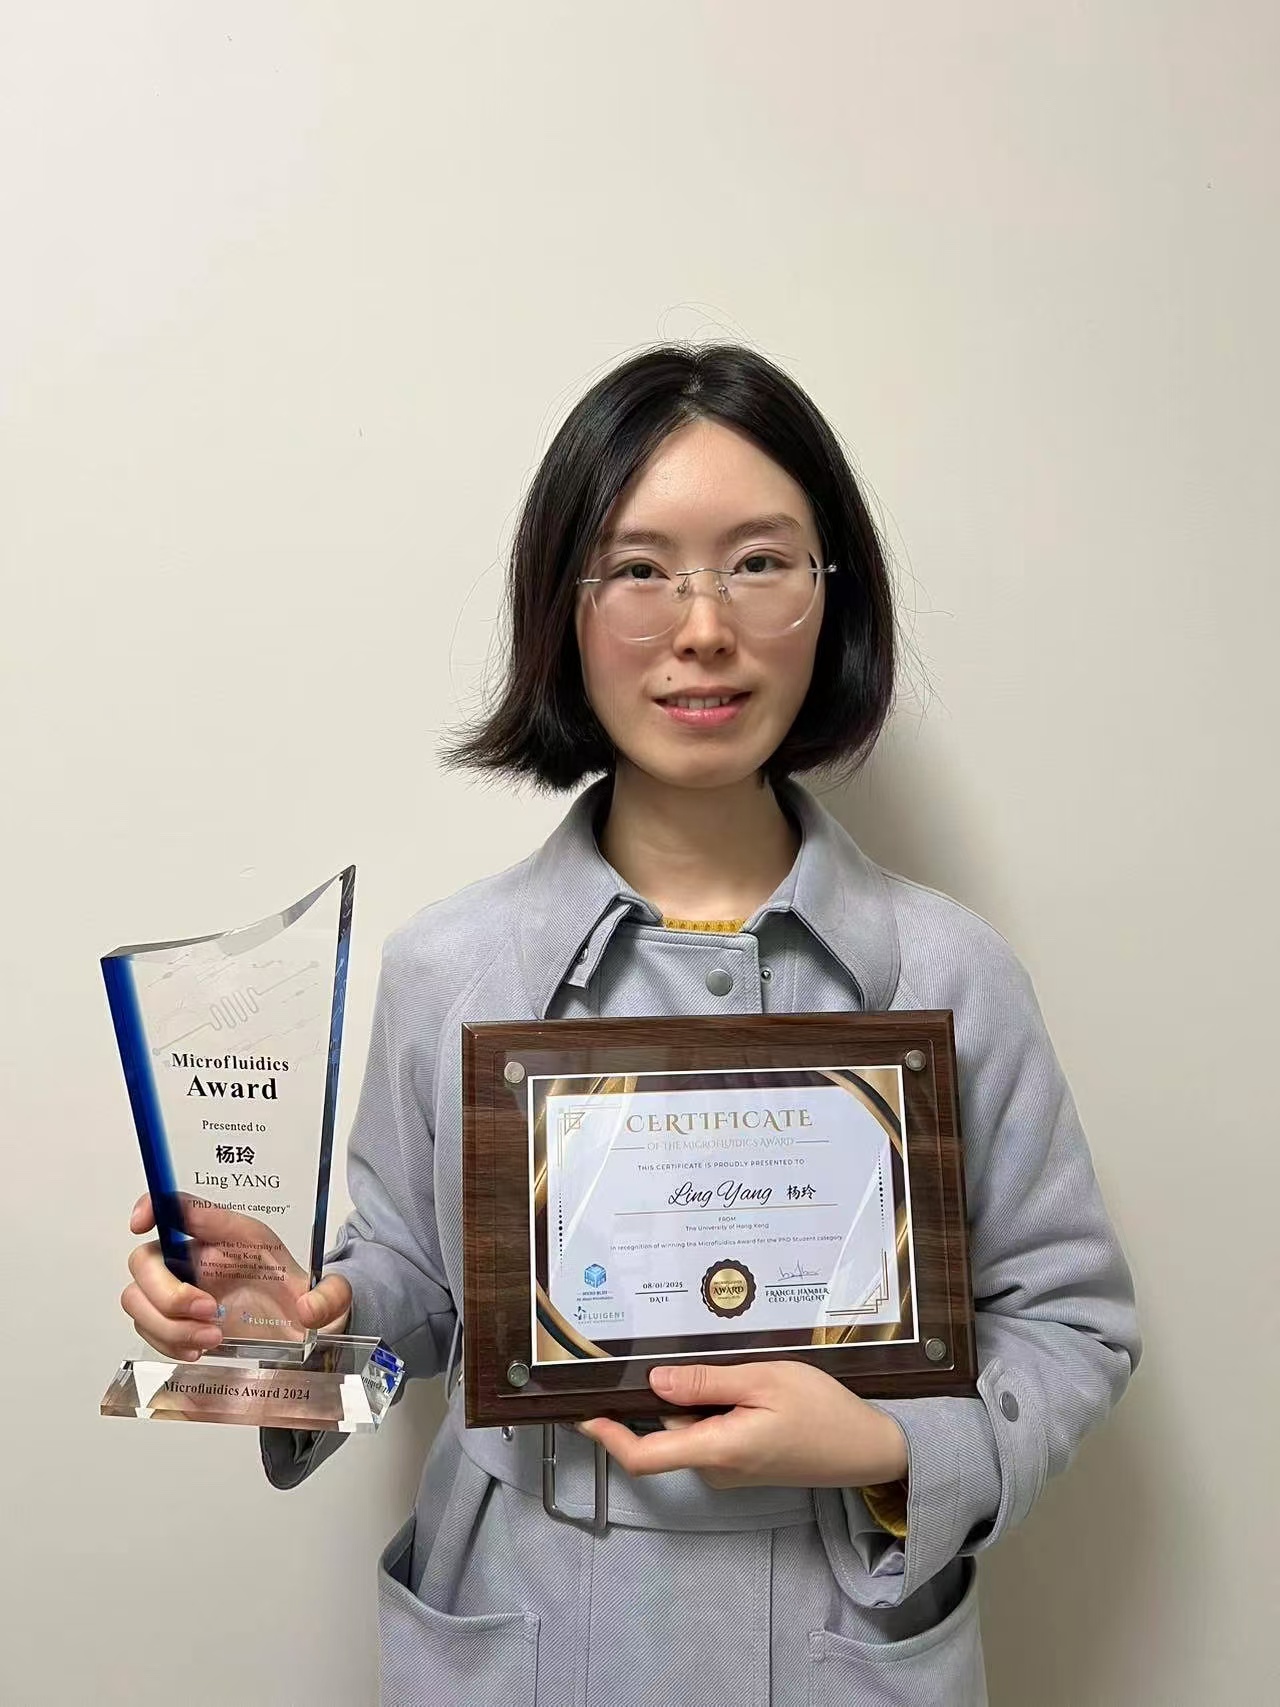 Microfluidics
Award
Presented to
杨玲
Ling YANG
"PhD student category"
From The University of
Hong Kong
In recognition of winning
the Microfluidics Award
FLUIGENT
Microfluidics Award 2024
CERTIFICATE
OF THE MICROFLUIDICS AWARD
THIS CERTIFICATE IS PROUDLY PRESENTED TO
Ling Yang 杨玲
FROM
The University of Hong Kong
In recognition of winning the Microfluidics Award for the PhD Student category
08/01/2025
DATE
AWARD
FRANCE HAMBER
CEO, FLUIGENT
FLUIGENT